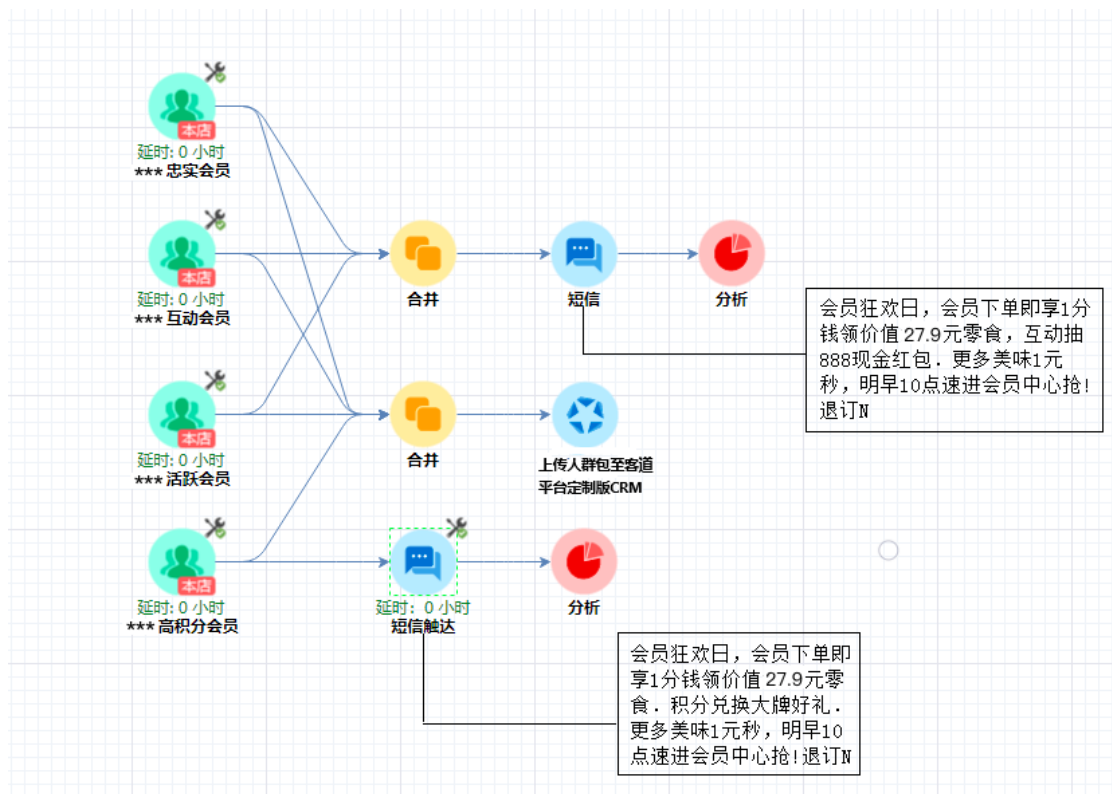 本店
延时: 0 小时
*** 忠实会员
本店
延时: 0 小时
*** 互动会员
合并
短信
分析
会员狂欢日，会员下单即享1分
钱领价值 27.9元零食，互动抽
888现金红包．更多美味1元
秒，明早10点速进会员中心抢!
退订N
本店
延时: 0 小时
*** 活跃会员
合并
上传人群包至客道
平台定制版CRM
本店
延时: 0 小时
*** 高积分会员
延时: 0 小时
短信触达
分析
会员狂欢日，会员下单即
享1分钱领价值 27.9元零
食．积分兑换大牌好礼．
更多美味1元秒，明早10
点速进会员中心抢!退订N